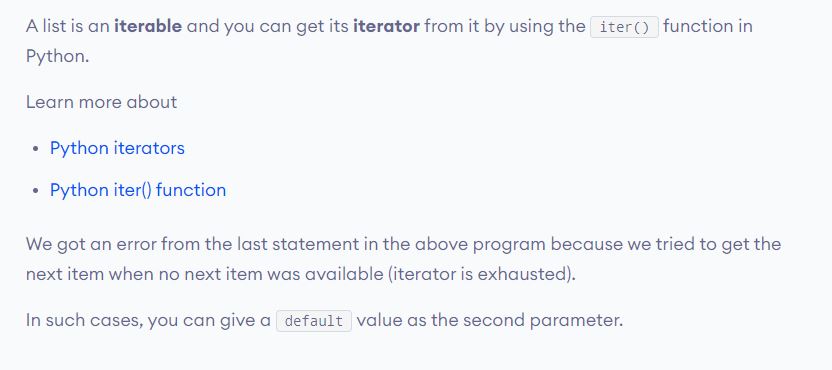 A list is an iterable and you can get its iterator from it by using the iter() function in
Python.
Learn more about
• Python iterators
• Python iter() function
We got an error from the last statement in the above program because we tried to get the
next item when no next item was available (iterator is exhausted).
In such cases, you can give a default value as the second parameter.